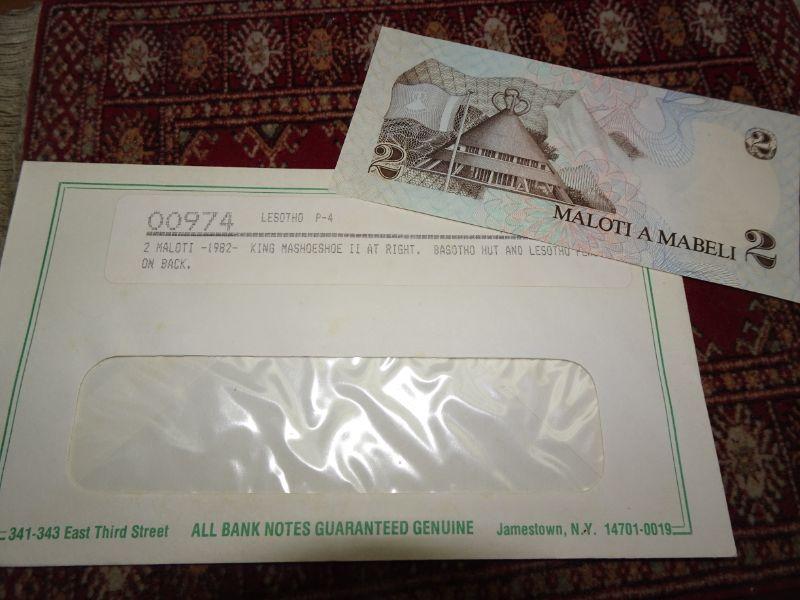 2
2
MALOTI A MABELI 2
00974 LESOTHO P-4
2 MALOTI -1982- KING MASHOESHOE II AT RIGHT. BASOTHO HUT AND LESOTHO
ON BACK.
341-343 East Third Street ALL BANK NOTES GUARANTEED GENUINE Jamestown, N.Y. 14701-0019